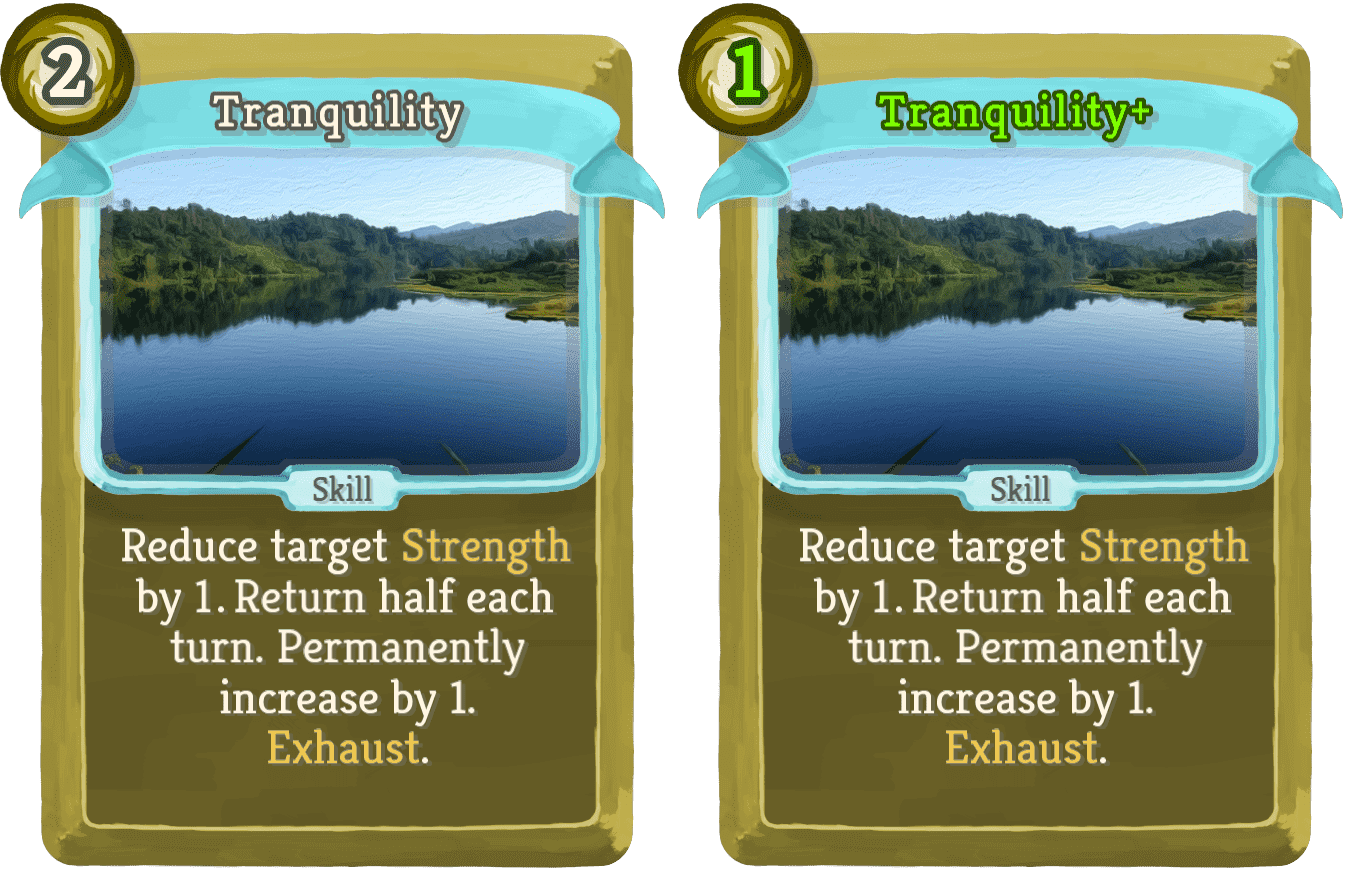 2
Tranquility
Skill
Reduce target Strength
by 1. Return half each
turn. Permanently
increase by 1.
Exhaust.
1
Tranquility+
Skill
Reduce target Strength
by 1. Return half each
turn. Permanently
increase by 1.
Exhaust.